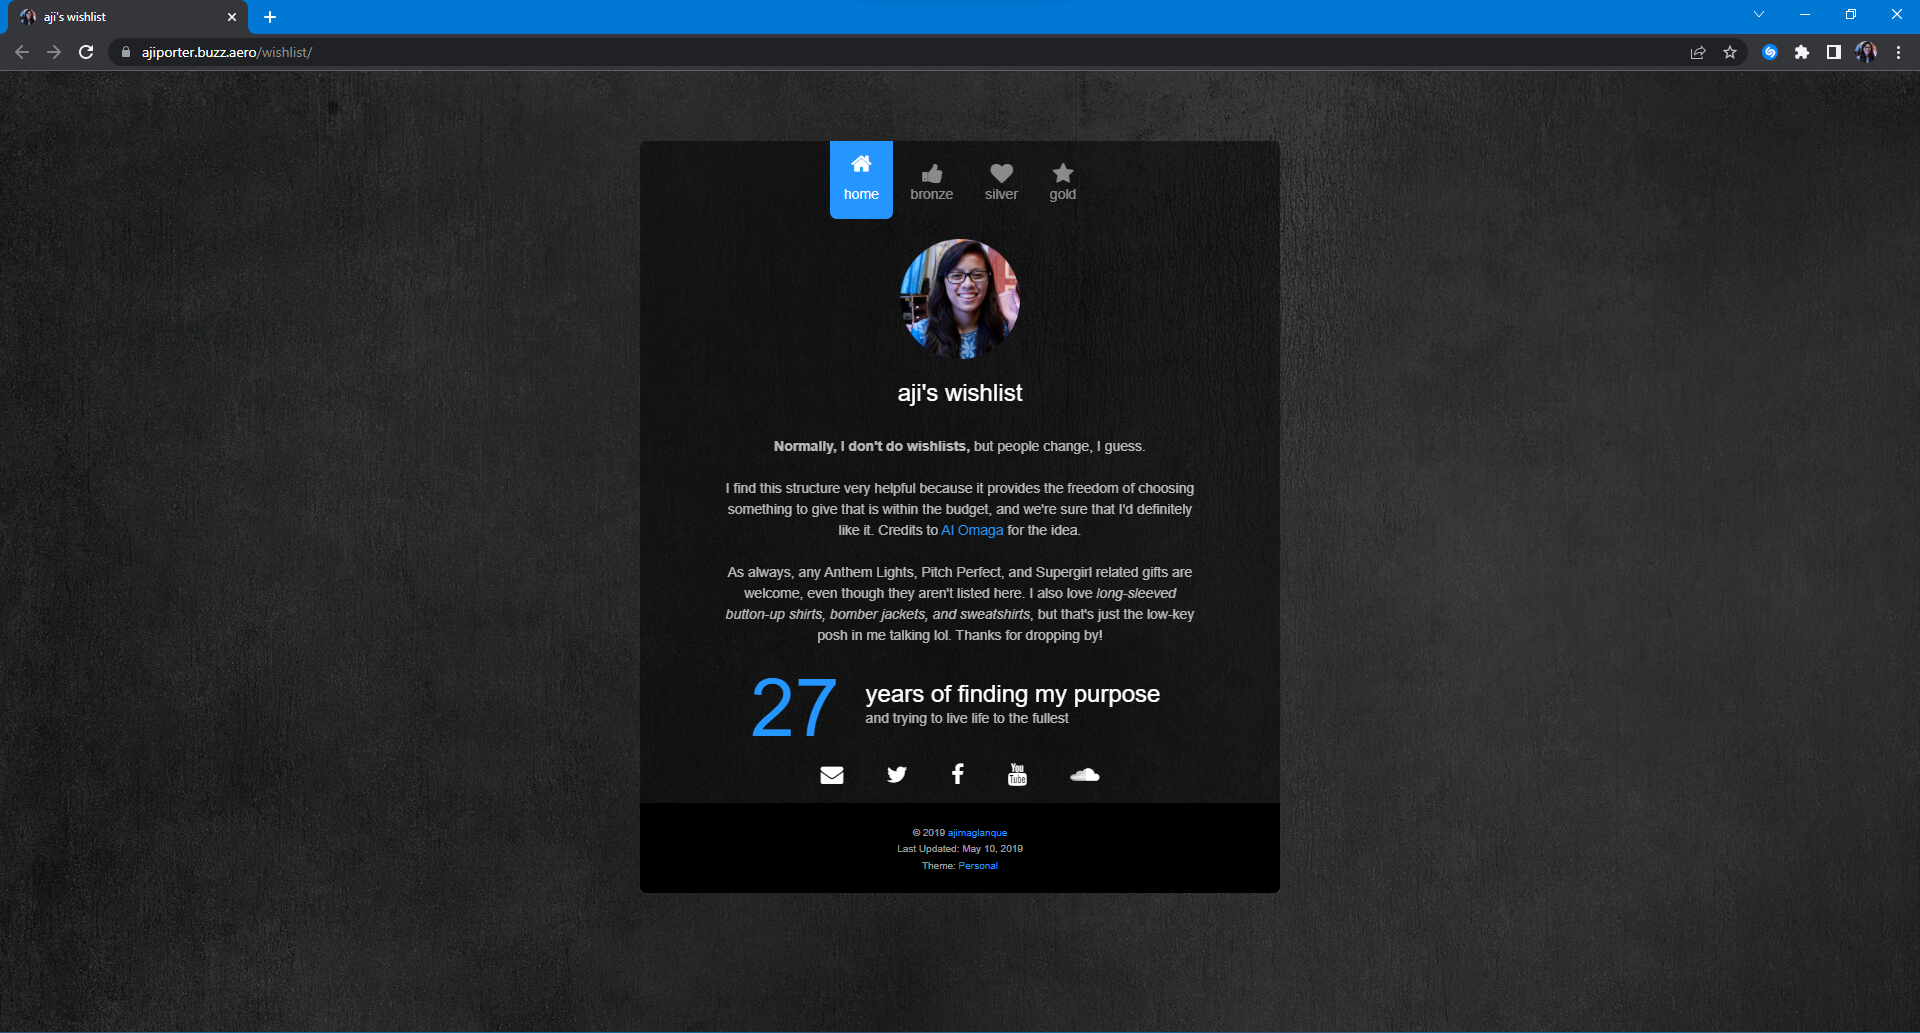 aji's wishlist
ajiporter.buzz.aero/wishlist/
home
bronze
silver
gold
aji's wishlist
Normally, I don't do wishlists, but people change, I guess.
I find this structure very helpful because it provides the freedom of choosing
something to give that is within the budget, and we're sure that I'd definitely
like it. Credits to Al Omaga for the idea.
As always, any Anthem Lights, Pitch Perfect, and Supergirl related gifts are
welcome, even though they aren't listed here. I also love long-sleeved
button-up shirts, bomber jackets, and sweatshirts, but that's just the low-key
posh in me talking lol. Thanks for dropping by!
27
years of finding my purpose
and trying to live life to the fullest
You
Tube
© 2019 ajimaglanque
Last Updated: May 10, 2019
Theme: Personal